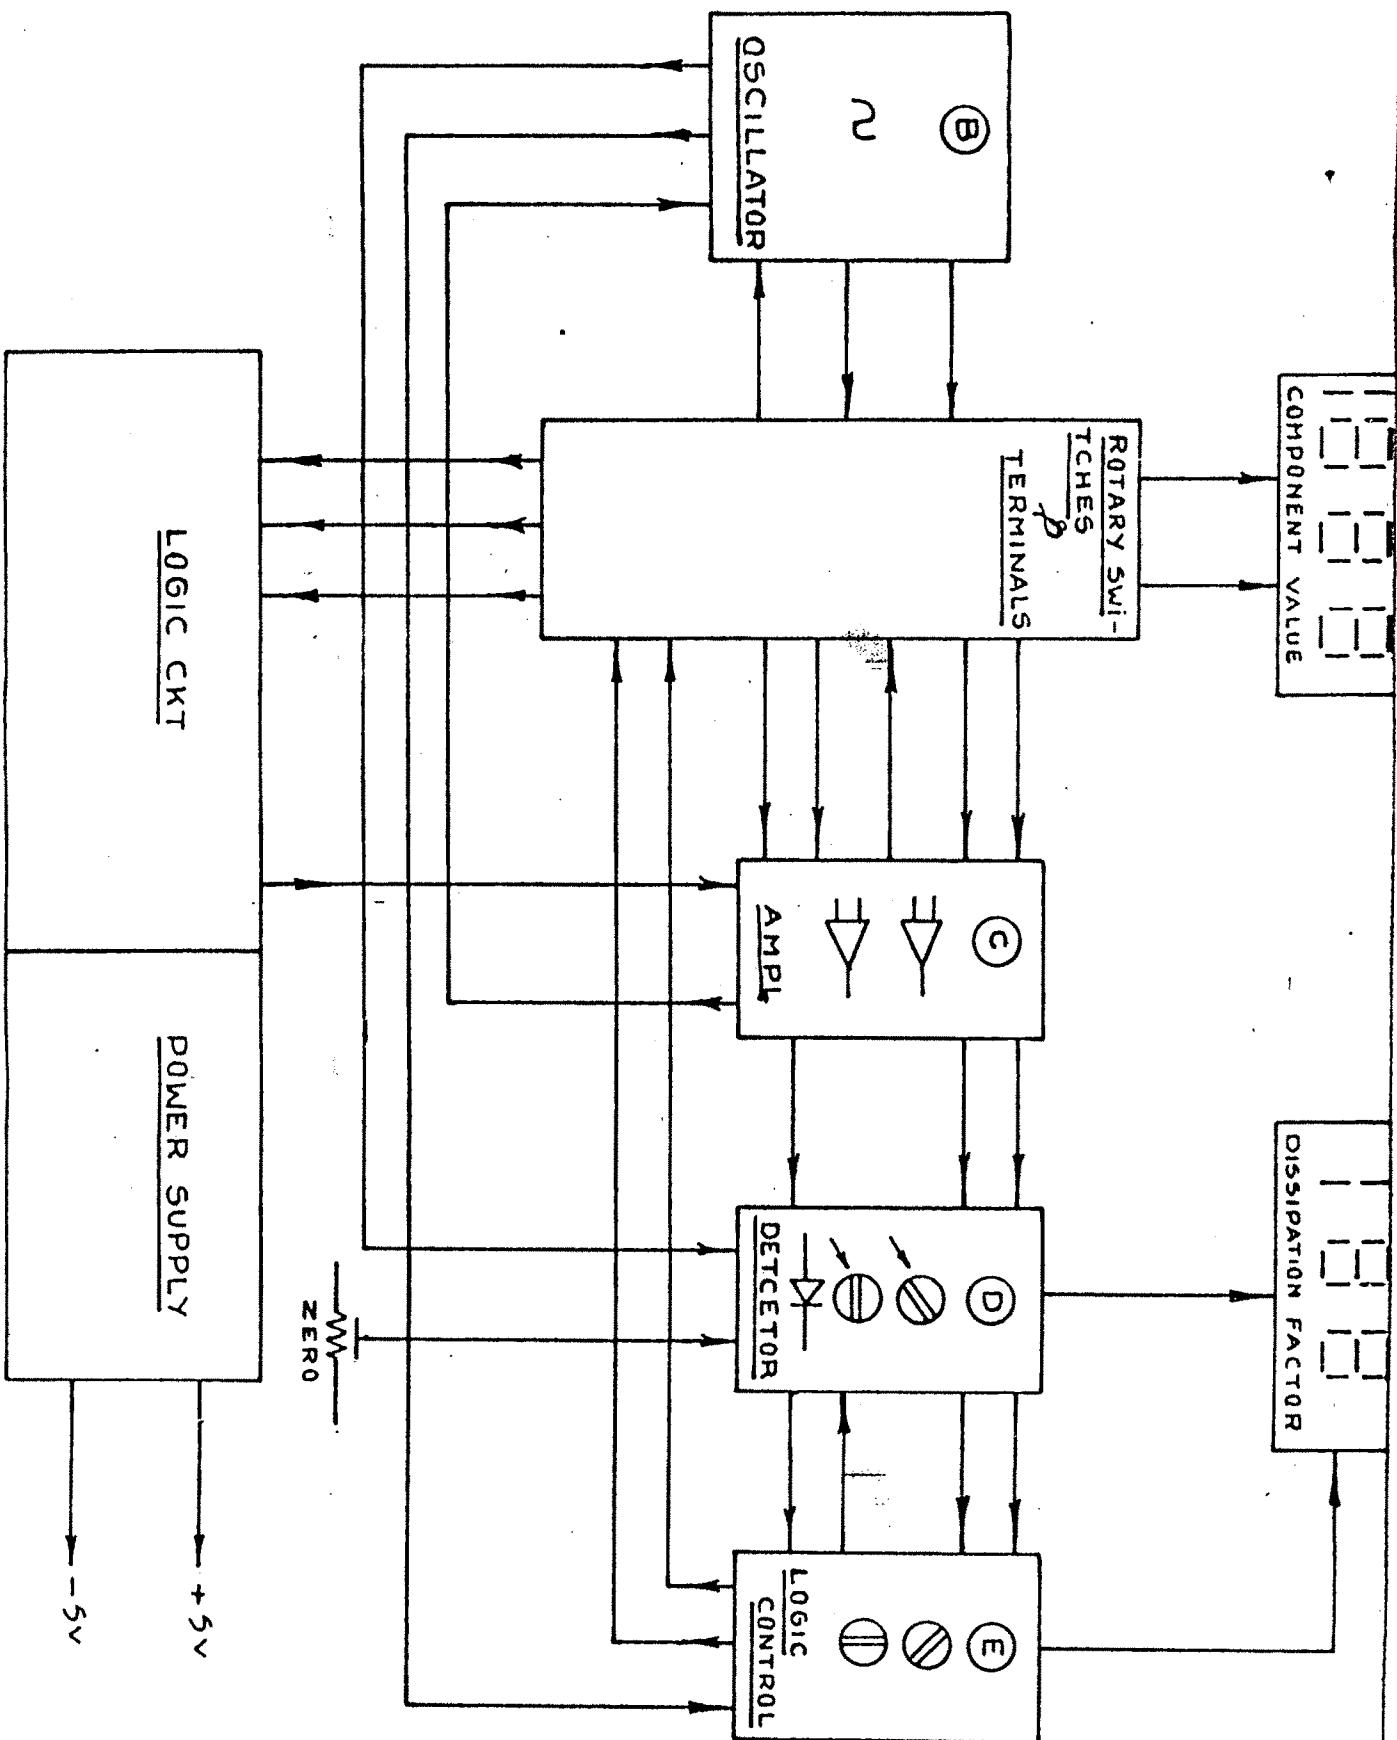 COMPONENT VALUE
DISSIPATION FACTOR
B
OSCILLATOR
ROTARY SWI-
TCHES
&
TERMINALS
C
AMPL
D
DETCETOR
E
LOGIC
CONTROL
ZERO
LOGIC CKT
POWER SUPPLY
+5v
-5v